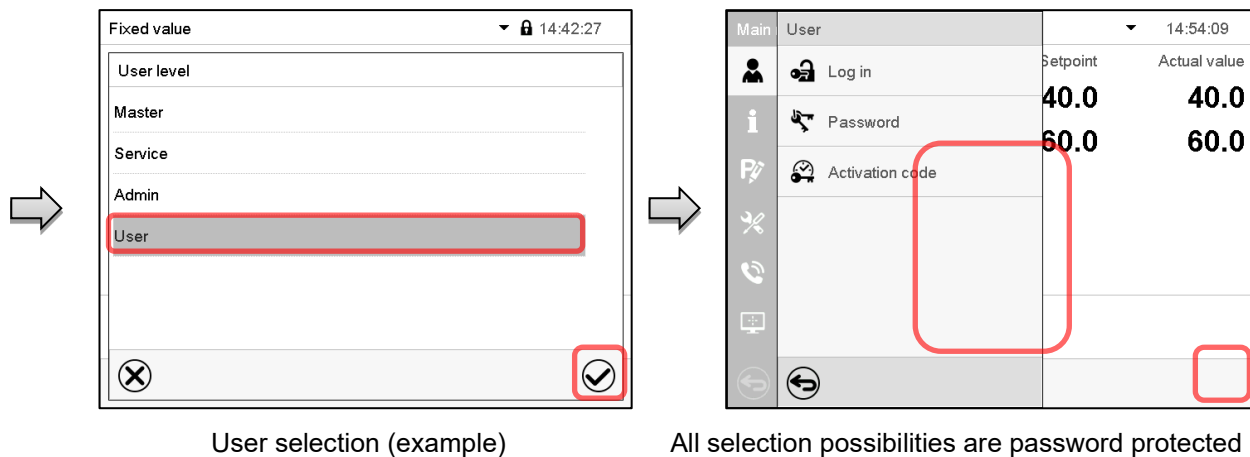 Fixed value 14:42:27
User level
Master
Service
Admin
User
User selection (example)
Main User 14:54:09
Setpoint Actual value
Log in
40.0 40.0
Password
60.0 60.0
Activation code
All selection possibilities are password protected